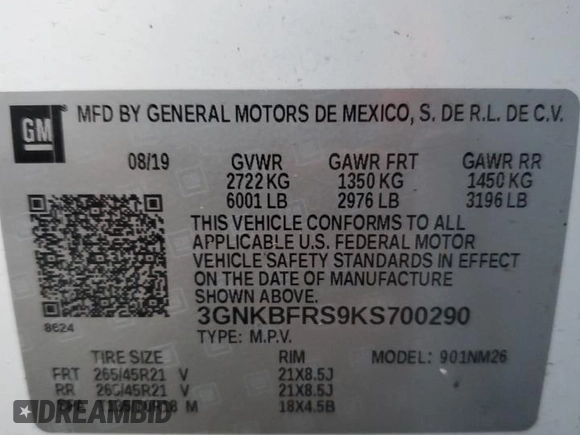 GM ® MFD BY GENERAL MOTORS DE MEXICO, S. DE R.L. DE C.V.
08/19 GVWR GAWR FRT GAWR RR
2722 KG 1350 KG 1450 KG
6001 LB 2976 LB 3196 LB
THIS VEHICLE CONFORMS TO ALL
APPLICABLE U.S. FEDERAL MOTOR
VEHICLE SAFETY STANDARDS IN EFFECT
ON THE DATE OF MANUFACTURE
SHOWN ABOVE.
3GNKBFRS9KS700290
8624
TYPE: M.P.V.
TIRE SIZE RIM MODEL: 901NM26
FRT 265/45R21 V 21X8.5J
RR 265/45R21 V 21X8.5J
M 18X4.5B
DREAMBID